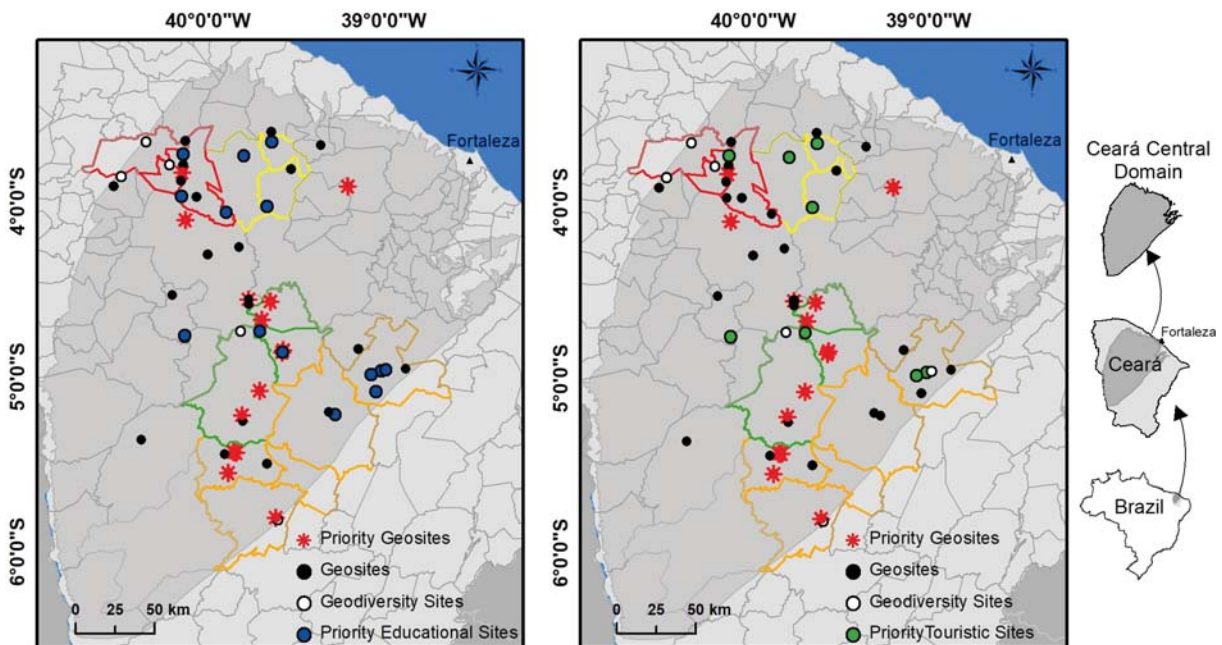 40°0'0"W 39°0'0"W
4°0'0"S
5°0'0"S
6°0'0"S
Fortaleza
Priority Geosites
Geosites
Geodiversity Sites
Priority Educational Sites
0 25 50 km
40°0'0"W 39°0'0"W
4°0'0"S
5°0'0"S
6°0'0"S
Fortaleza
Priority Geosites
Geosites
Geodiversity Sites
PriorityTouristic Sites
0 25 50 km
Ceará Central
Domain
Fortaleza
Ceará
Brazil